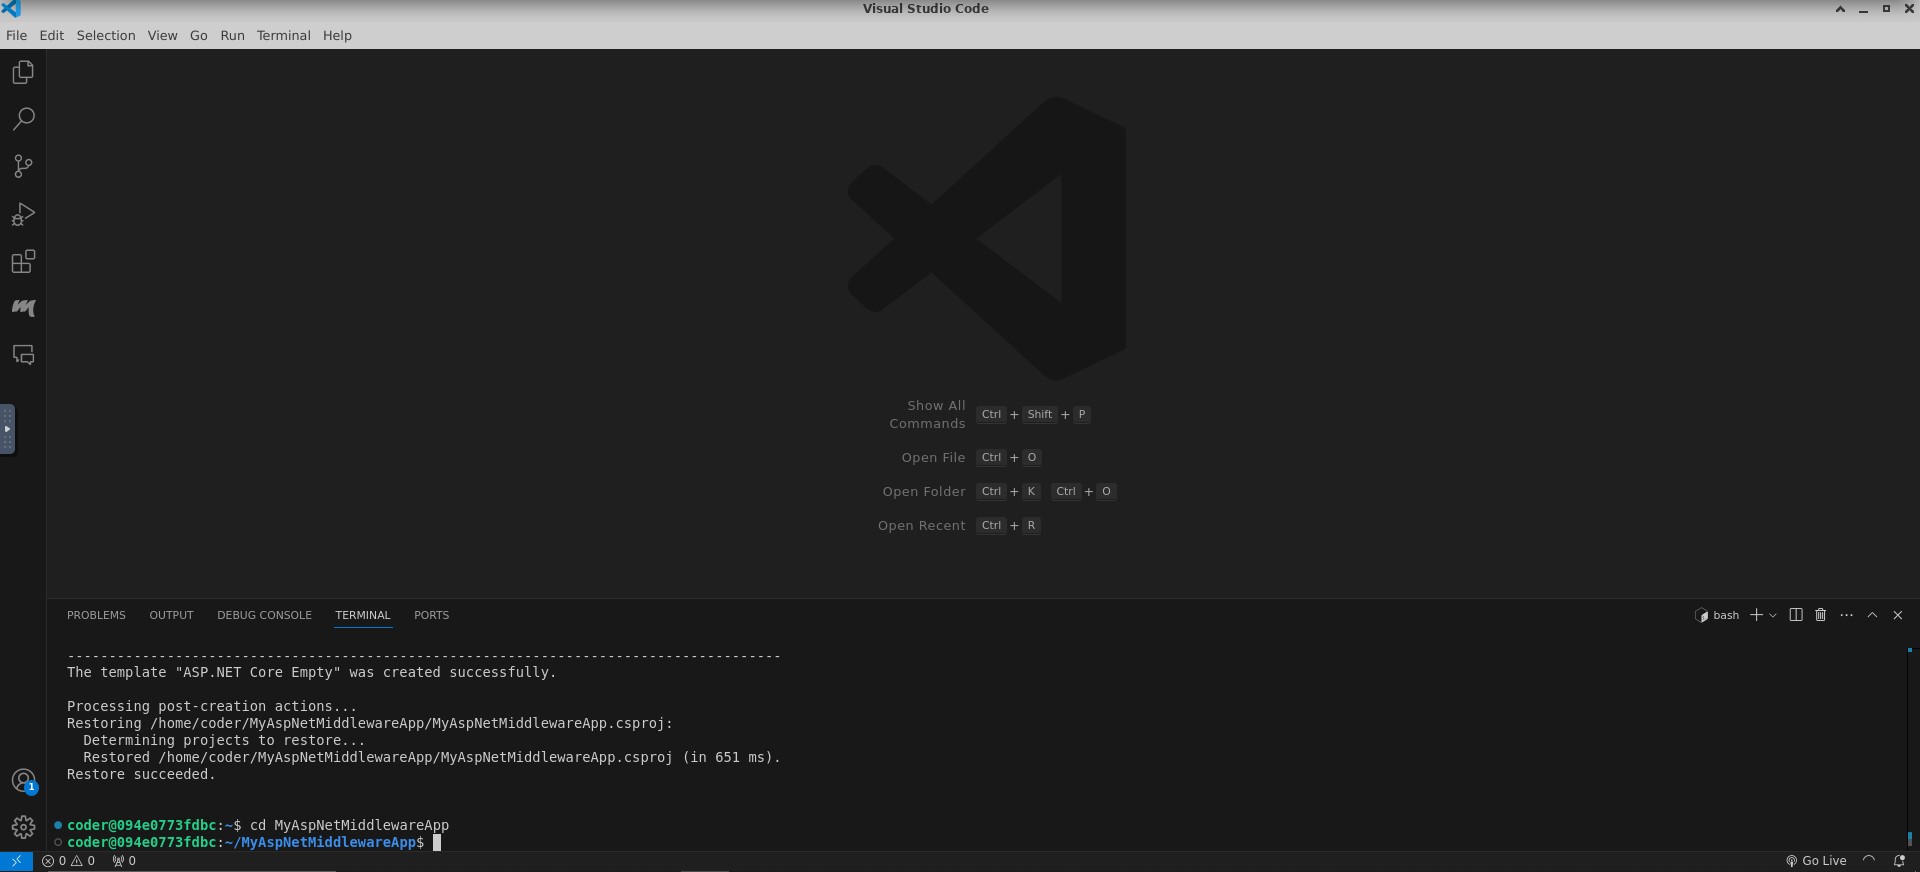 Visual Studio Code
File Edit Selection View Go Run Terminal Help
Show All Commands Ctrl + Shift + P
Open File Ctrl + O
Open Folder Ctrl + K Ctrl + O
Open Recent Ctrl + R
PROBLEMS OUTPUT DEBUG CONSOLE TERMINAL PORTS bash
--------------------------------------------------------------------------------------
The template "ASP.NET Core Empty" was created successfully.
Processing post-creation actions...
Restoring /home/coder/MyAspNetMiddlewareApp/MyAspNetMiddlewareApp.csproj:
Determining projects to restore...
Restored /home/coder/MyAspNetMiddlewareApp/MyAspNetMiddlewareApp.csproj (in 651 ms).
Restore succeeded.
coder@094e0773fdbc:~$ cd MyAspNetMiddlewareApp
1
coder@094e0773fdbc:~/MyAspNetMiddlewareApp$
0 0 0 Go Live